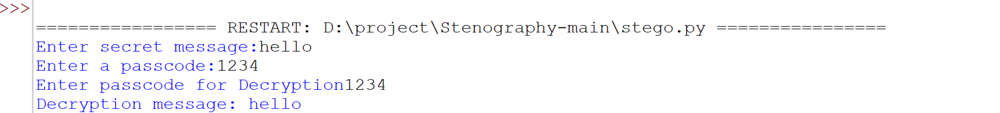 >>>
================= RESTART: D:\project\Stenography-main\stego.py ================
Enter secret message:hello
Enter a passcode:1234
Enter passcode for Decryption1234
Decryption message: hello